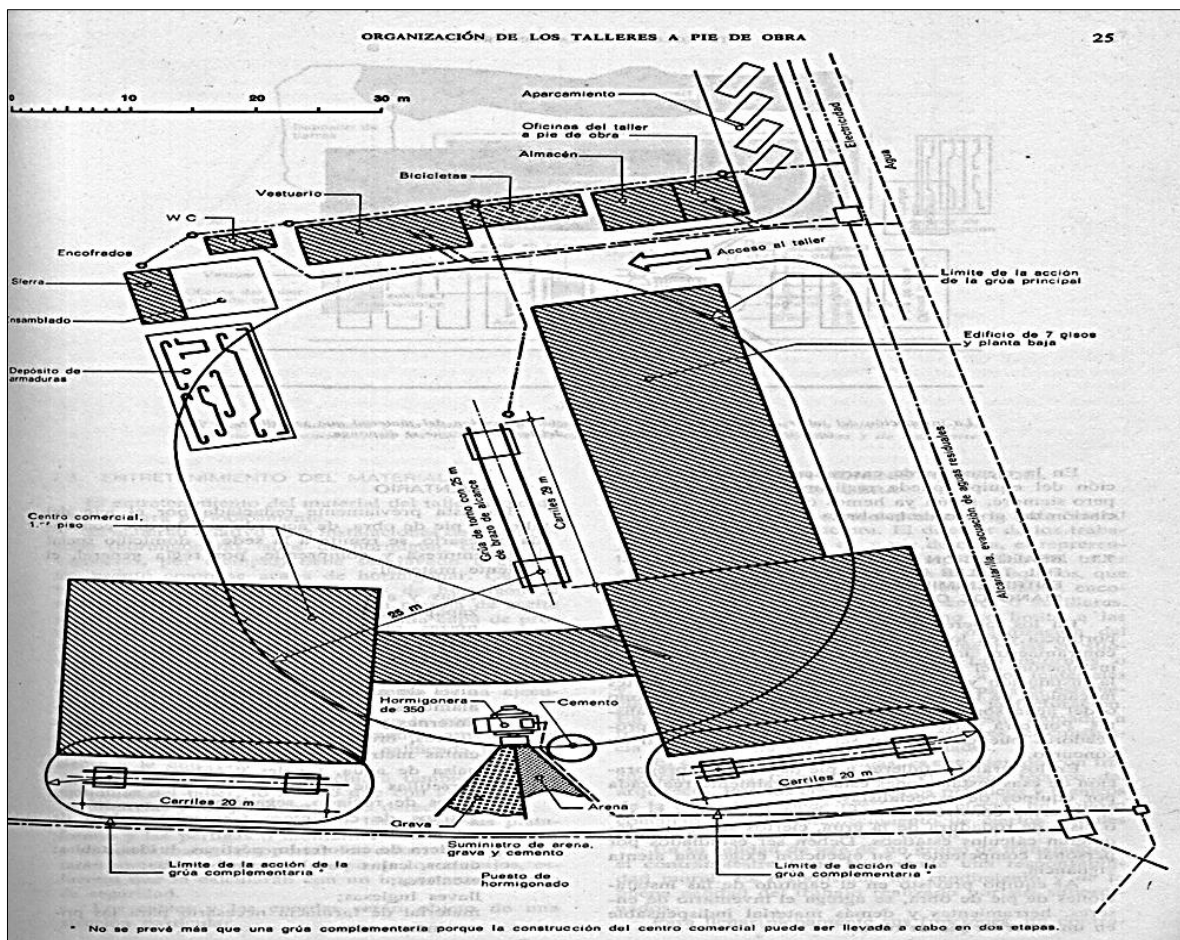 ORGANIZACIÓN DE LOS TALLERES A PIE DE OBRA
25
0 10 20 30 m
Aparcamiento
Oficinas del taller
a pie de obra
Almacén
Bicicletas
Vestuario
W C
Encofrados
Sierra
Ensamblado
Depósito de
armaduras
Electricidad
Agua
Acceso al taller
Límite de la acción
de la grúa principal
Edificio de 7 pisos
y planta baja
Alcantarilla, evacuación de aguas residuales
Grúa de torno con 25 m
de brazo de alcance
Carriles 29 m
Centro comercial,
1.er piso
25 m
Hormigonera
de 350
Cemento
Carriles 20 m
Carriles 20 m
Arena
Grava
Suministro de arena,
grava y cemento
Puesto de
hormigonado
Límite de la acción de la
grúa complementaria *
Límite de la acción de la
grúa complementaria *
* No se prevé más que una grúa complementaria porque la construcción del centro comercial puede ser llevada a cabo en dos etapas.